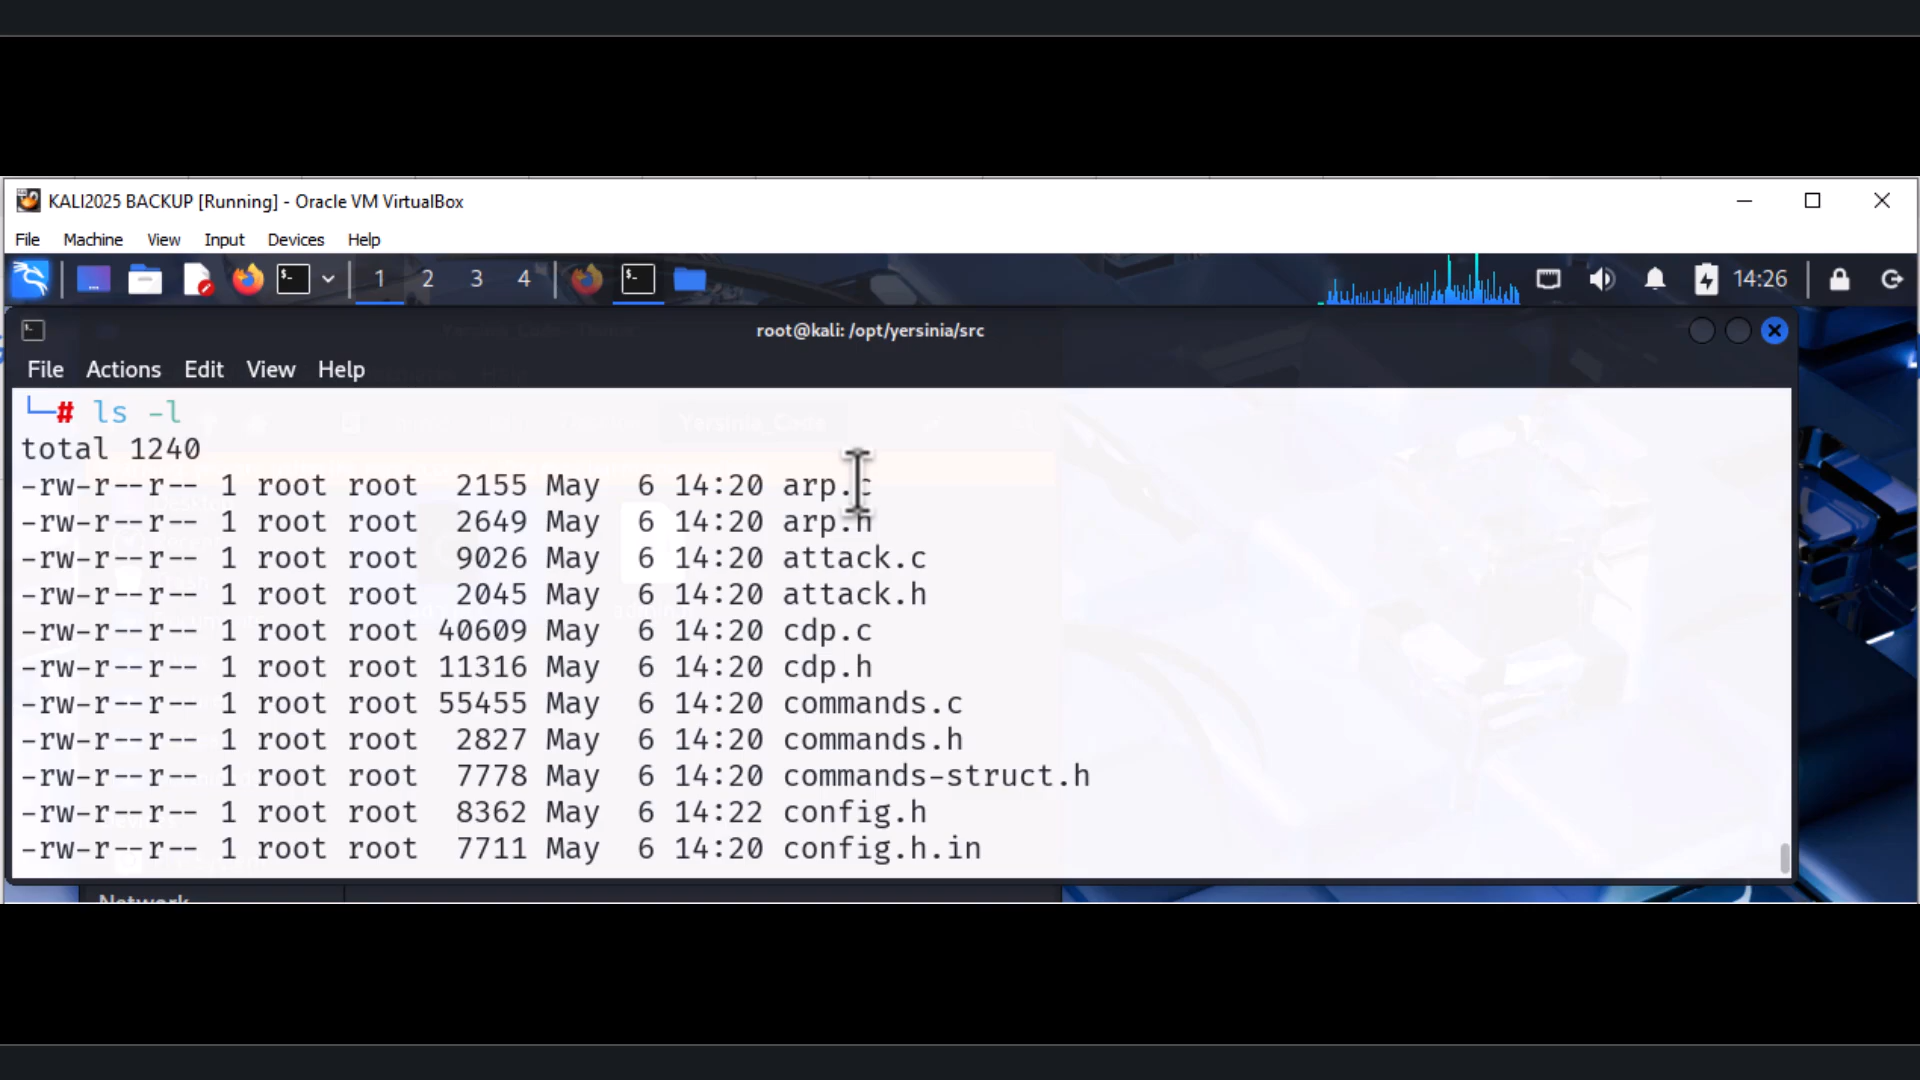 KALI2025 BACKUP [Running] - Oracle VM VirtualBox
File Machine View Input Devices Help
1 2 3 4 14:26
root@kali: /opt/yersinia/src
File Actions Edit View Help
└─# ls -l
total 1240
-rw-r--r-- 1 root root 2155 May 6 14:20 arp.c
-rw-r--r-- 1 root root 2649 May 6 14:20 arp.h
-rw-r--r-- 1 root root 9026 May 6 14:20 attack.c
-rw-r--r-- 1 root root 2045 May 6 14:20 attack.h
-rw-r--r-- 1 root root 40609 May 6 14:20 cdp.c
-rw-r--r-- 1 root root 11316 May 6 14:20 cdp.h
-rw-r--r-- 1 root root 55455 May 6 14:20 commands.c
-rw-r--r-- 1 root root 2827 May 6 14:20 commands.h
-rw-r--r-- 1 root root 7778 May 6 14:20 commands-struct.h
-rw-r--r-- 1 root root 8362 May 6 14:22 config.h
-rw-r--r-- 1 root root 7711 May 6 14:20 config.h.in
Network